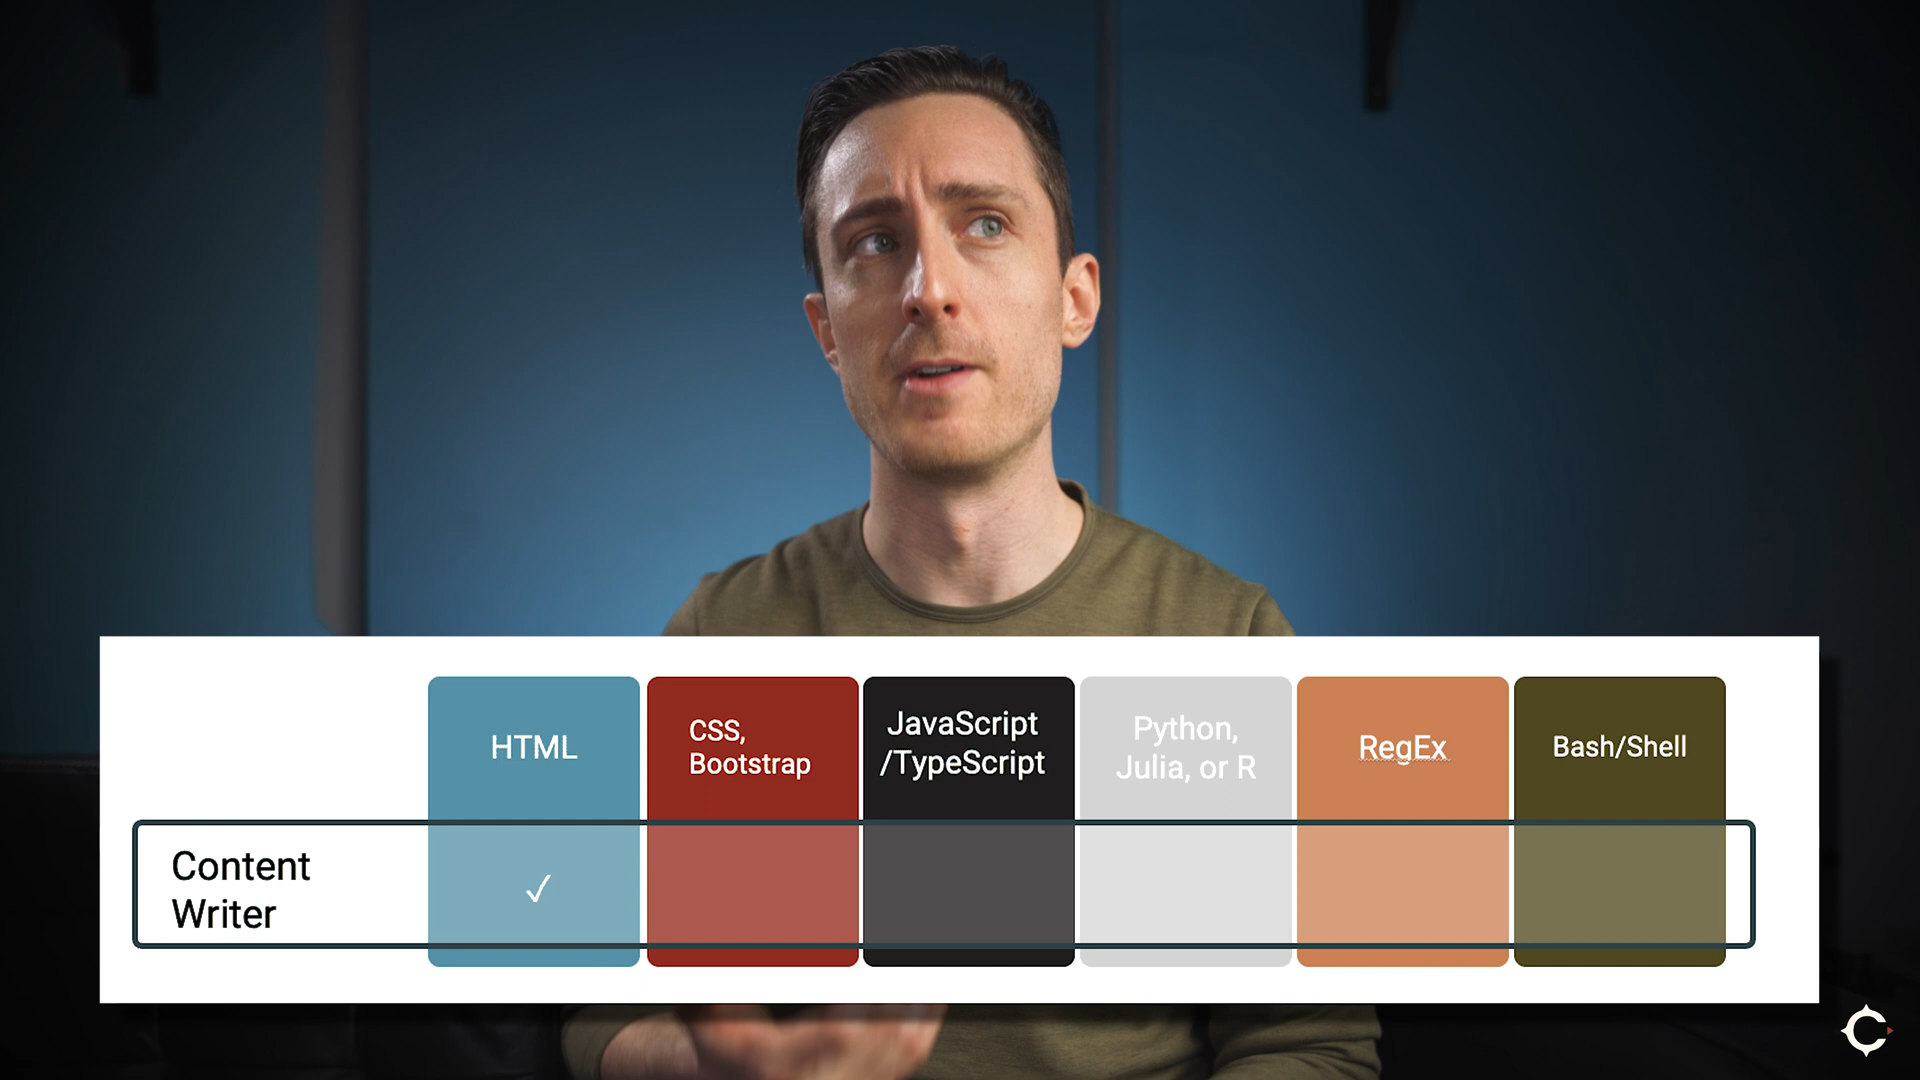 HTML
CSS,
Bootstrap
JavaScript
/TypeScript
Python,
Julia, or R
RegEx
Bash/Shell
Content
Writer
✓